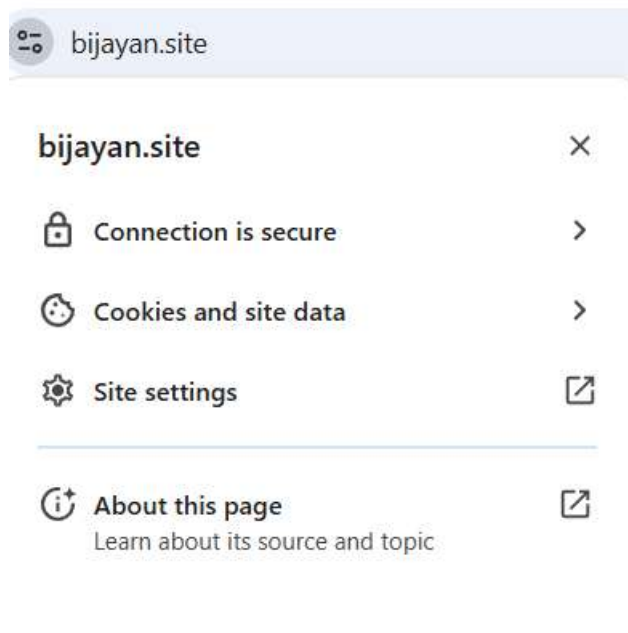 bijayan.site
bijayan.site
Connection is secure
Cookies and site data
Site settings
About this page
Learn about its source and topic